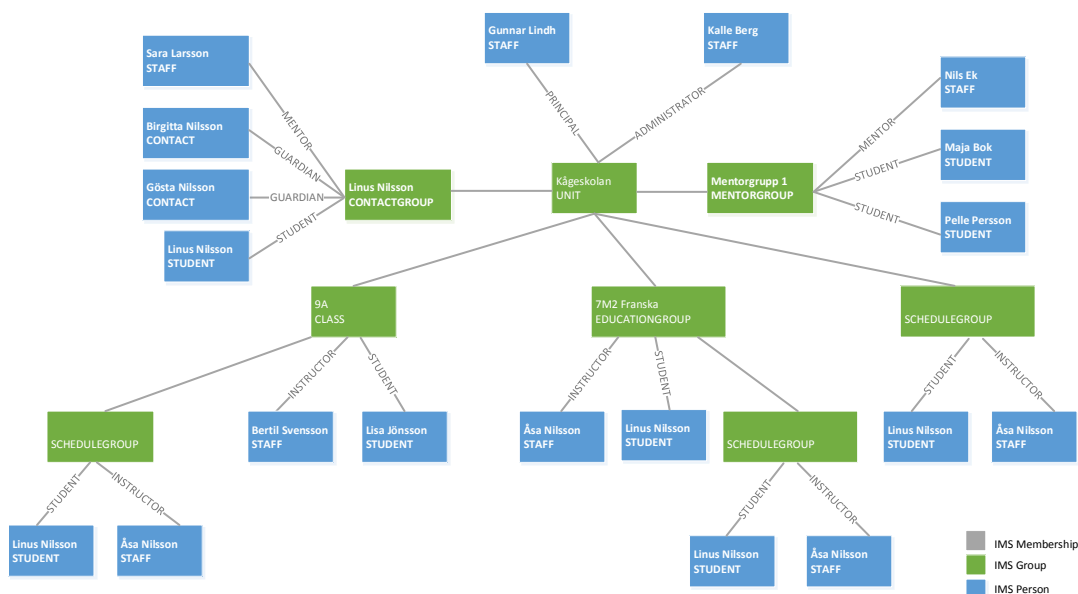 Gunnar Lindh
STAFF
Kalle Berg
STAFF
Sara Larsson
STAFF
Nils Ek
STAFF
PRINCIPAL
ADMINISTRATOR
MENTOR
MENTOR
Birgitta Nilsson
CONTACT
GUARDIAN
Maja Bok
STUDENT
STUDENT
Gösta Nilsson
CONTACT
GUARDIAN
Linus Nilsson
CONTACTGROUP
Kågeskolan
UNIT
Mentorgrupp 1
MENTORGROUP
STUDENT
Pelle Persson
STUDENT
STUDENT
Linus Nilsson
STUDENT
9A
CLASS
7M2 Franska
EDUCATIONGROUP
SCHEDULEGROUP
INSTRUCTOR
STUDENT
INSTRUCTOR
STUDENT
STUDENT
INSTRUCTOR
SCHEDULEGROUP
Bertil Svensson
STAFF
Lisa Jönsson
STUDENT
Åsa Nilsson
STAFF
Linus Nilsson
STUDENT
SCHEDULEGROUP
Linus Nilsson
STUDENT
Åsa Nilsson
STAFF
STUDENT
INSTRUCTOR
STUDENT
INSTRUCTOR
Linus Nilsson
STUDENT
Åsa Nilsson
STAFF
Linus Nilsson
STUDENT
Åsa Nilsson
STAFF
IMS Membership
IMS Group
IMS Person